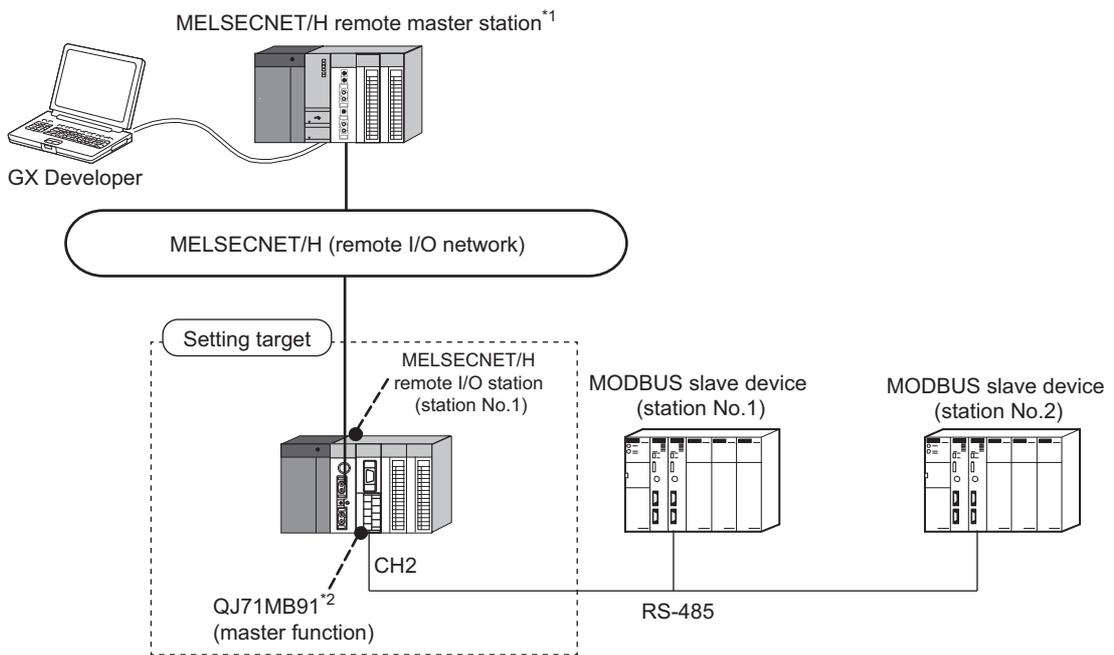 MELSECNET/H remote master station*1
GX Developer
MELSECNET/H (remote I/O network)
Setting target
MELSECNET/H
remote I/O station
(station No.1)
MODBUS slave device
(station No.1)
MODBUS slave device
(station No.2)
CH2
QJ71MB91*2
(master function)
RS-485